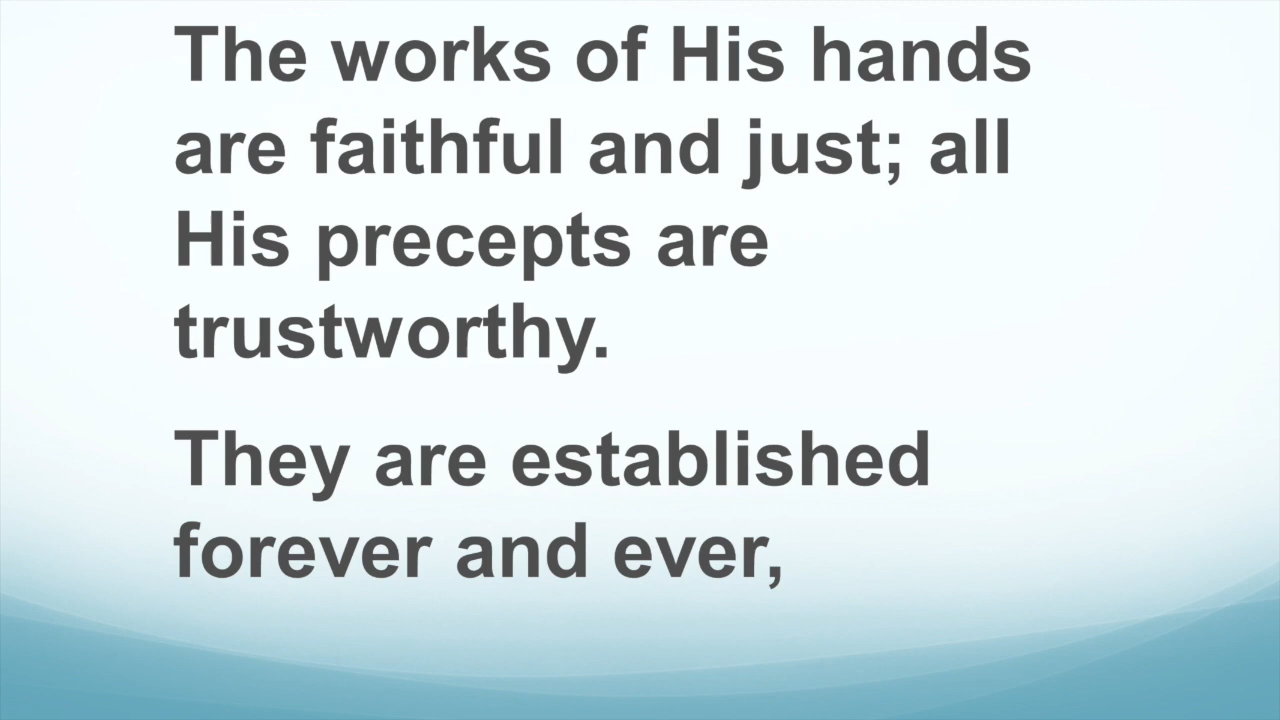 The works of His hands
are faithful and just; all
His precepts are
trustworthy.
They are established
forever and ever,